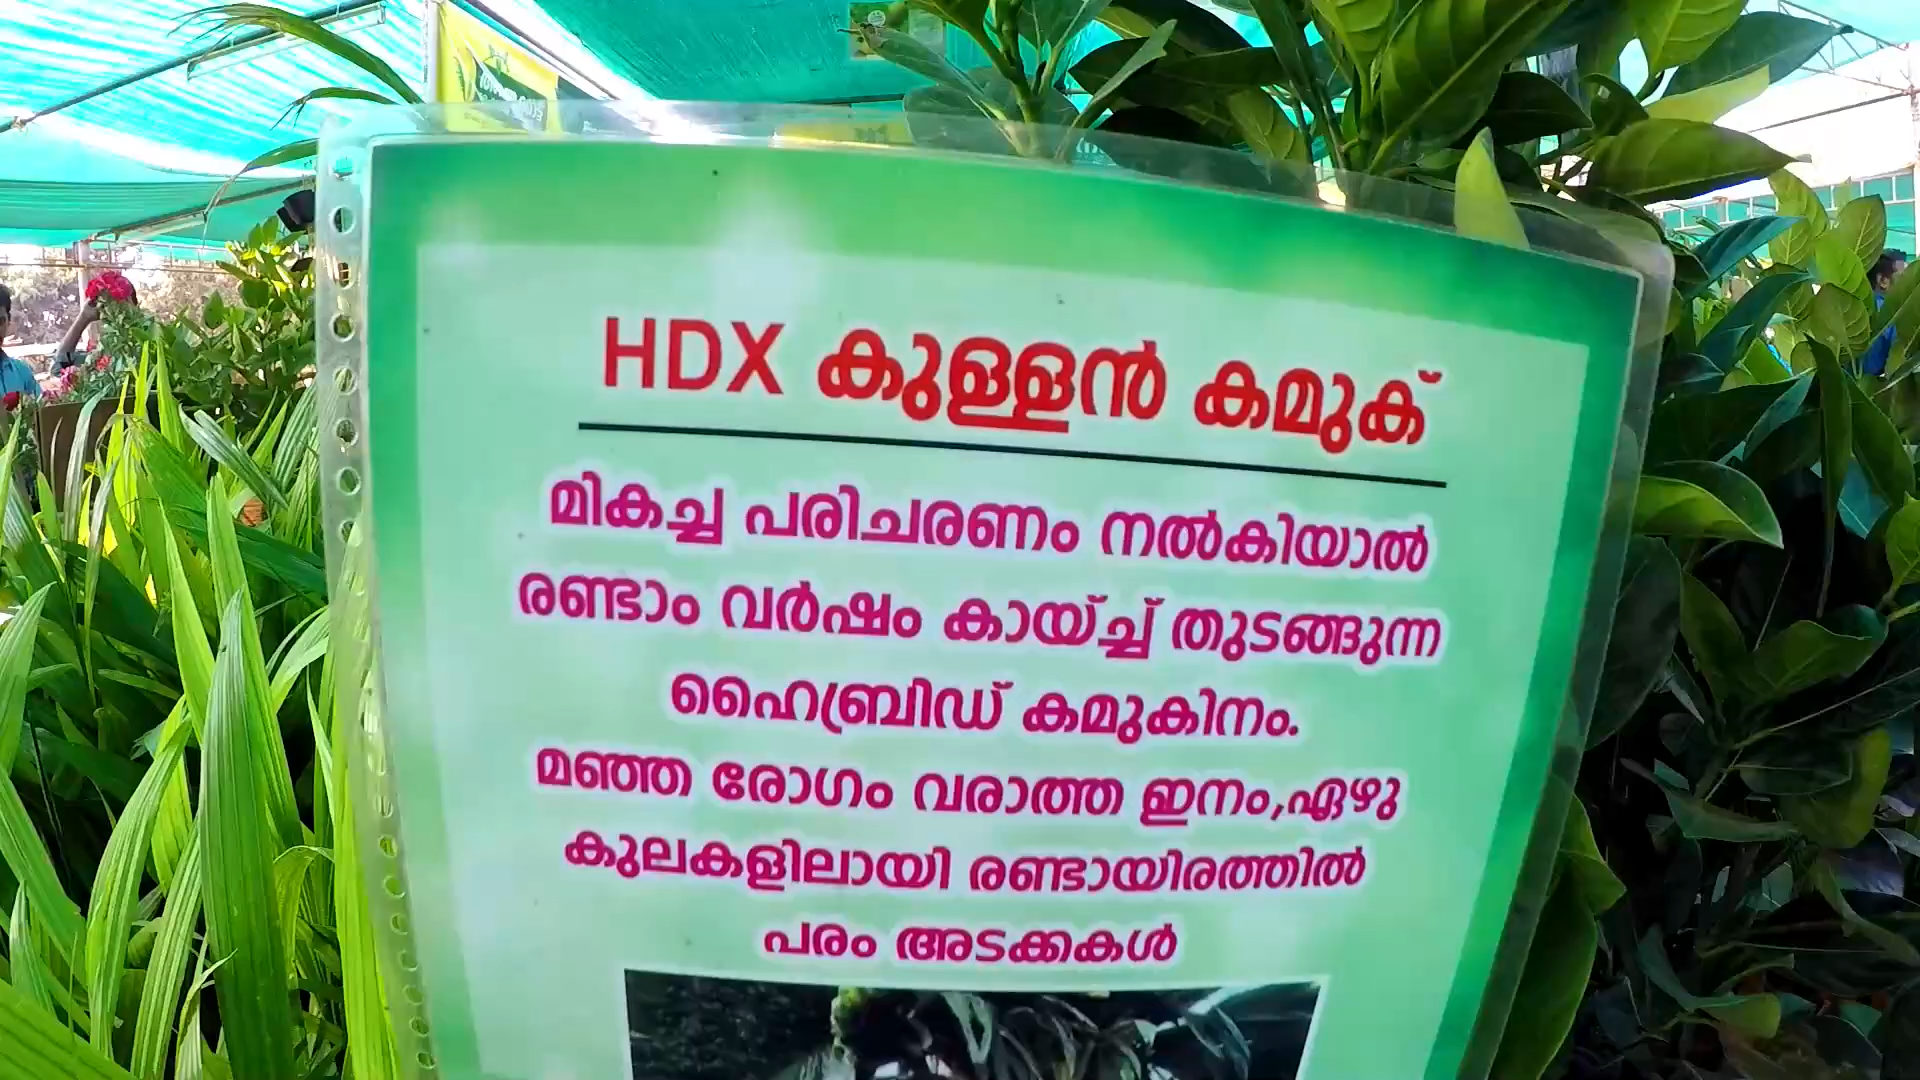 HDX കുള്ളൻ കമുക്
മികച്ച പരിചരണം നൽകിയാൽ
രണ്ടാം വർഷം കായ്ച്ച് തുടങ്ങുന്ന
ഹൈബ്രിഡ് കമുകിനം.
മഞ്ഞ രോഗം വരാത്ത ഇനം,ഏഴു
കുലകളിലായി രണ്ടായിരത്തിൽ
പരം അടക്കകൾ